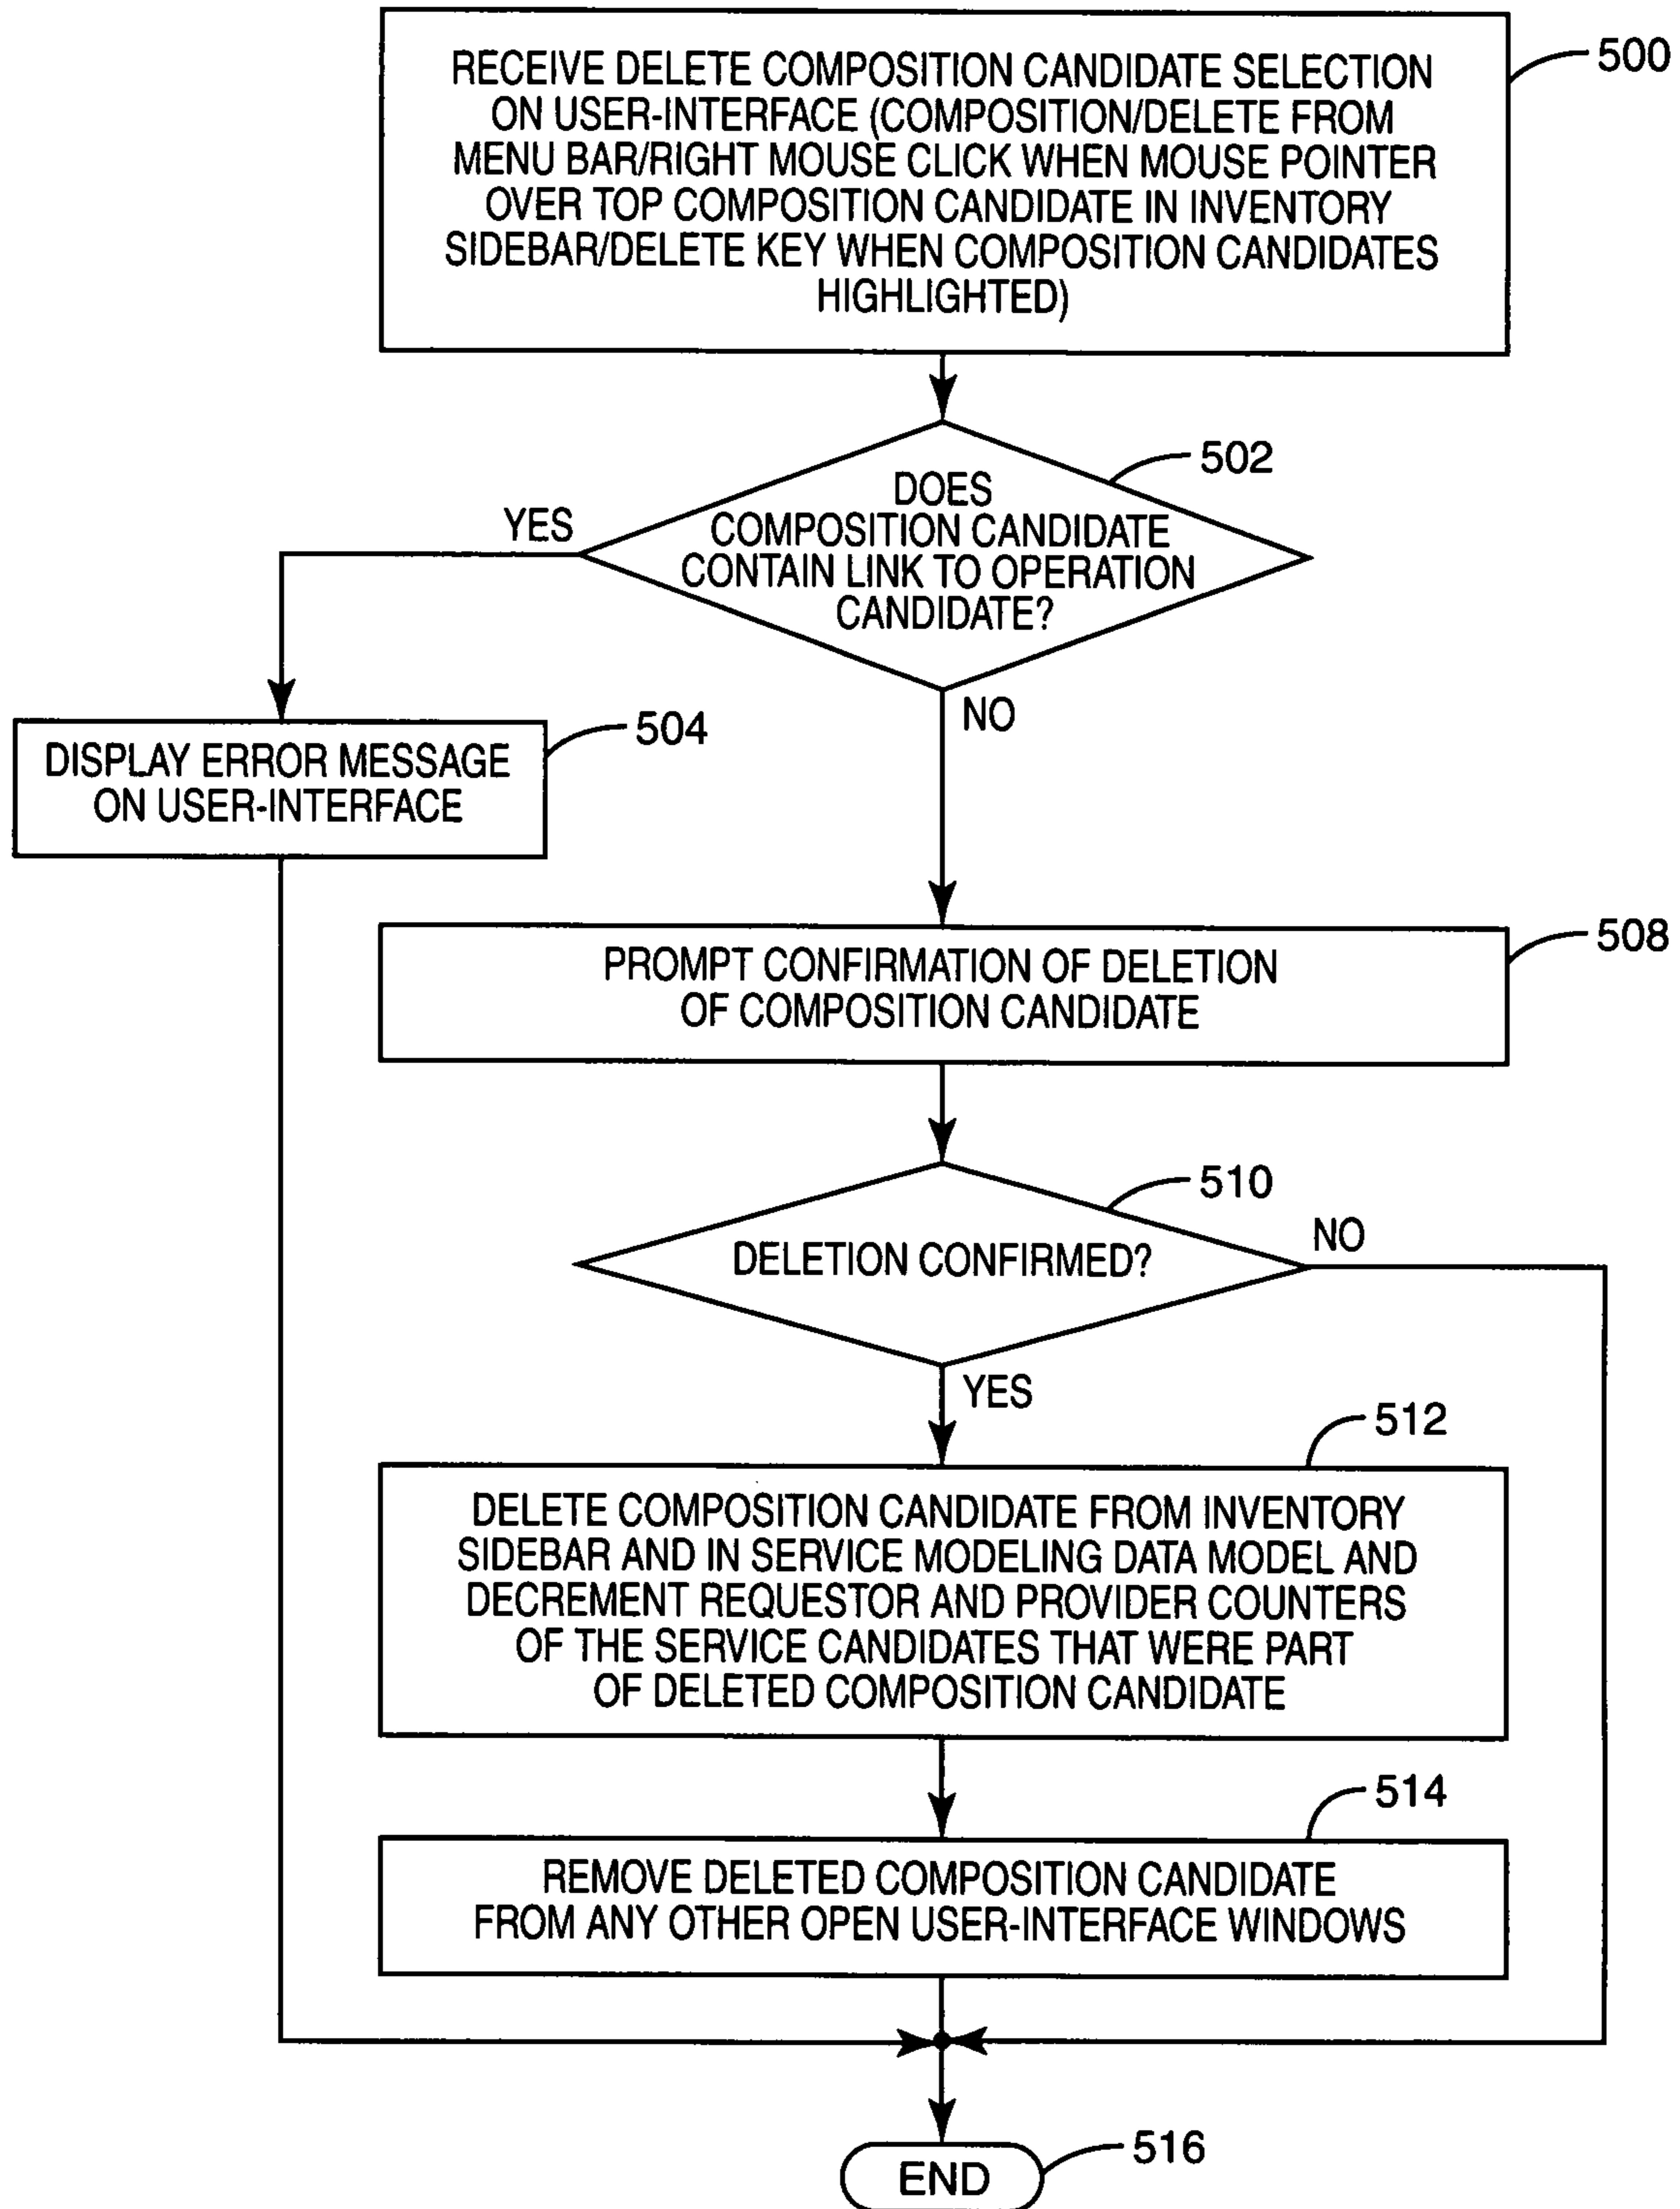 RECEIVE DELETE COMPOSITION CANDIDATE SELECTION
ON USER-INTERFACE (COMPOSITION/DELETE FROM
MENU BAR/RIGHT MOUSE CLICK WHEN MOUSE POINTER
OVER TOP COMPOSITION CANDIDATE IN INVENTORY
SIDEBAR/DELETE KEY WHEN COMPOSITION CANDIDATES
HIGHLIGHTED)
500
502
DOES
COMPOSITION CANDIDATE
CONTAIN LINK TO OPERATION
CANDIDATE?
YES
NO
504
DISPLAY ERROR MESSAGE
ON USER-INTERFACE
508
PROMPT CONFIRMATION OF DELETION
OF COMPOSITION CANDIDATE
510
DELETION CONFIRMED?
NO
YES
512
DELETE COMPOSITION CANDIDATE FROM INVENTORY
SIDEBAR AND IN SERVICE MODELING DATA MODEL AND
DECREMENT REQUESTOR AND PROVIDER COUNTERS
OF THE SERVICE CANDIDATES THAT WERE PART
OF DELETED COMPOSITION CANDIDATE
514
REMOVE DELETED COMPOSITION CANDIDATE
FROM ANY OTHER OPEN USER-INTERFACE WINDOWS
END
516